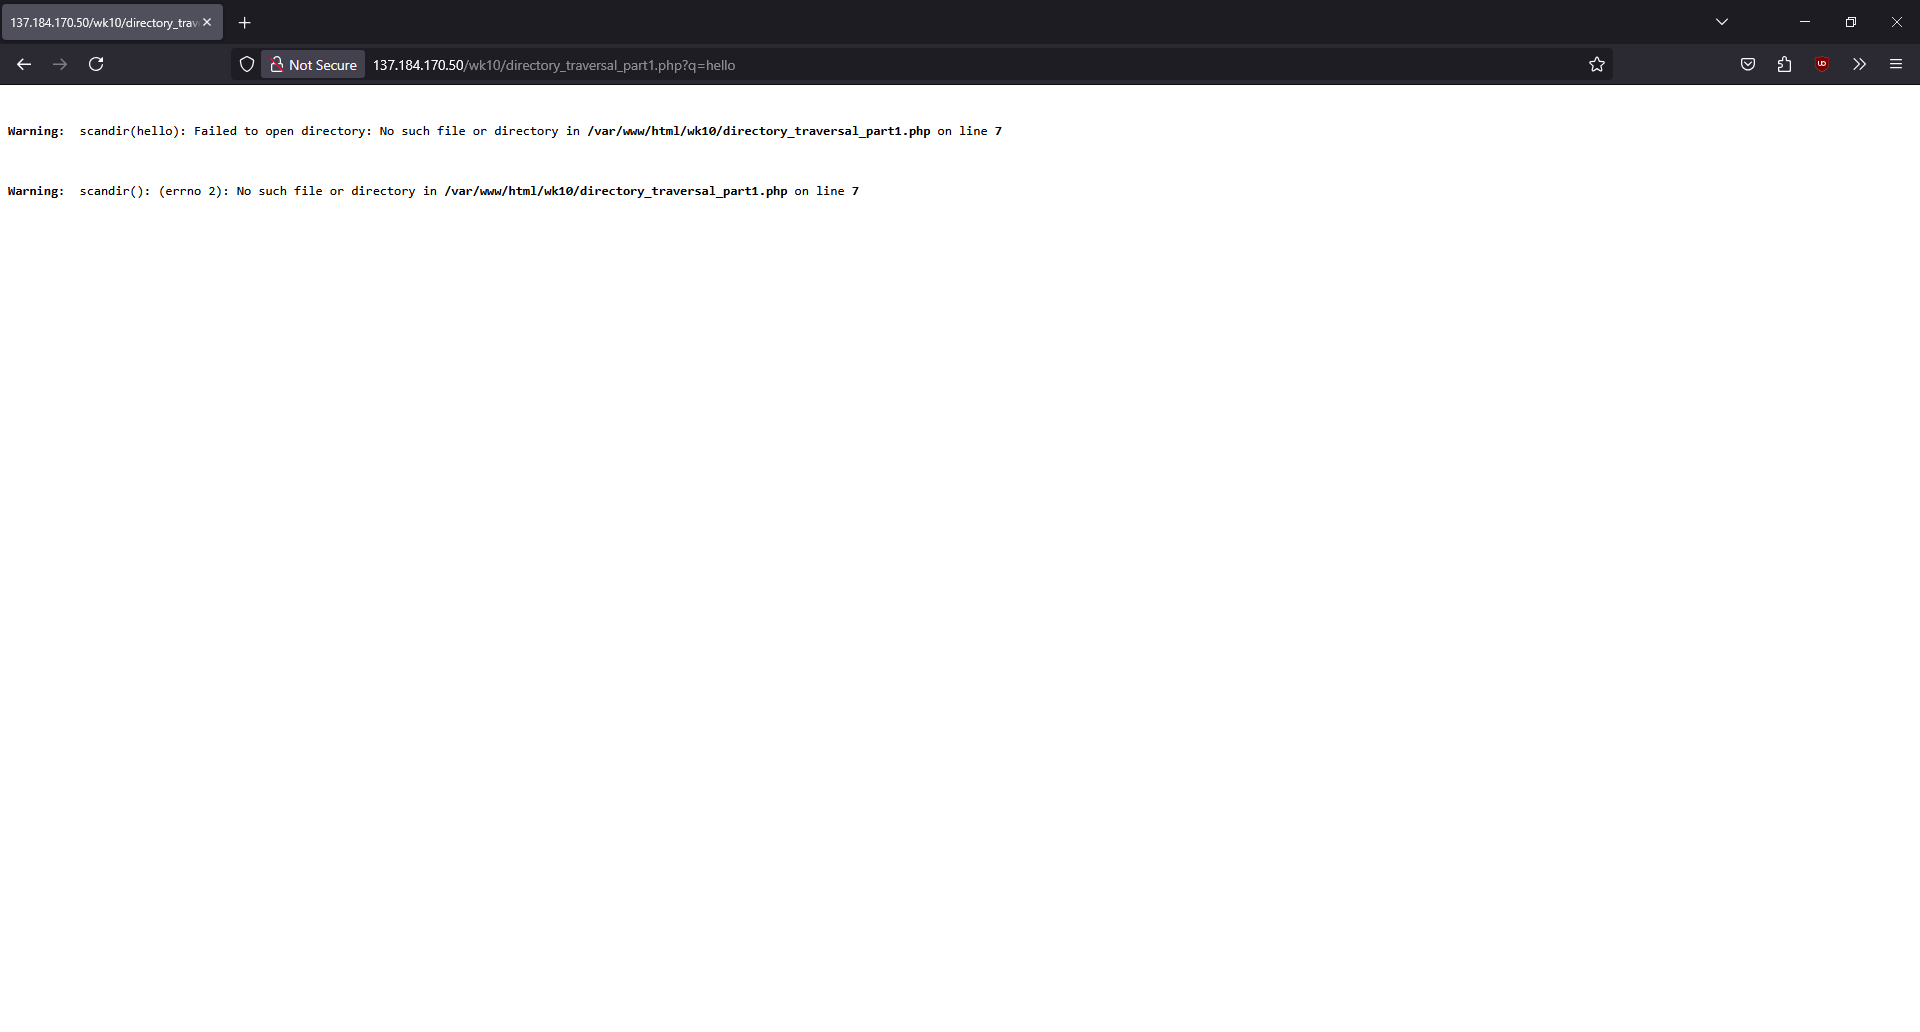 137.184.170.50/wk10/directory_trav
Not Secure
137.184.170.50/wk10/directory_traversal_part1.php?q=hello
Warning:  scandir(hello): Failed to open directory: No such file or directory in /var/www/html/wk10/directory_traversal_part1.php on line 7
Warning:  scandir(): (errno 2): No such file or directory in /var/www/html/wk10/directory_traversal_part1.php on line 7